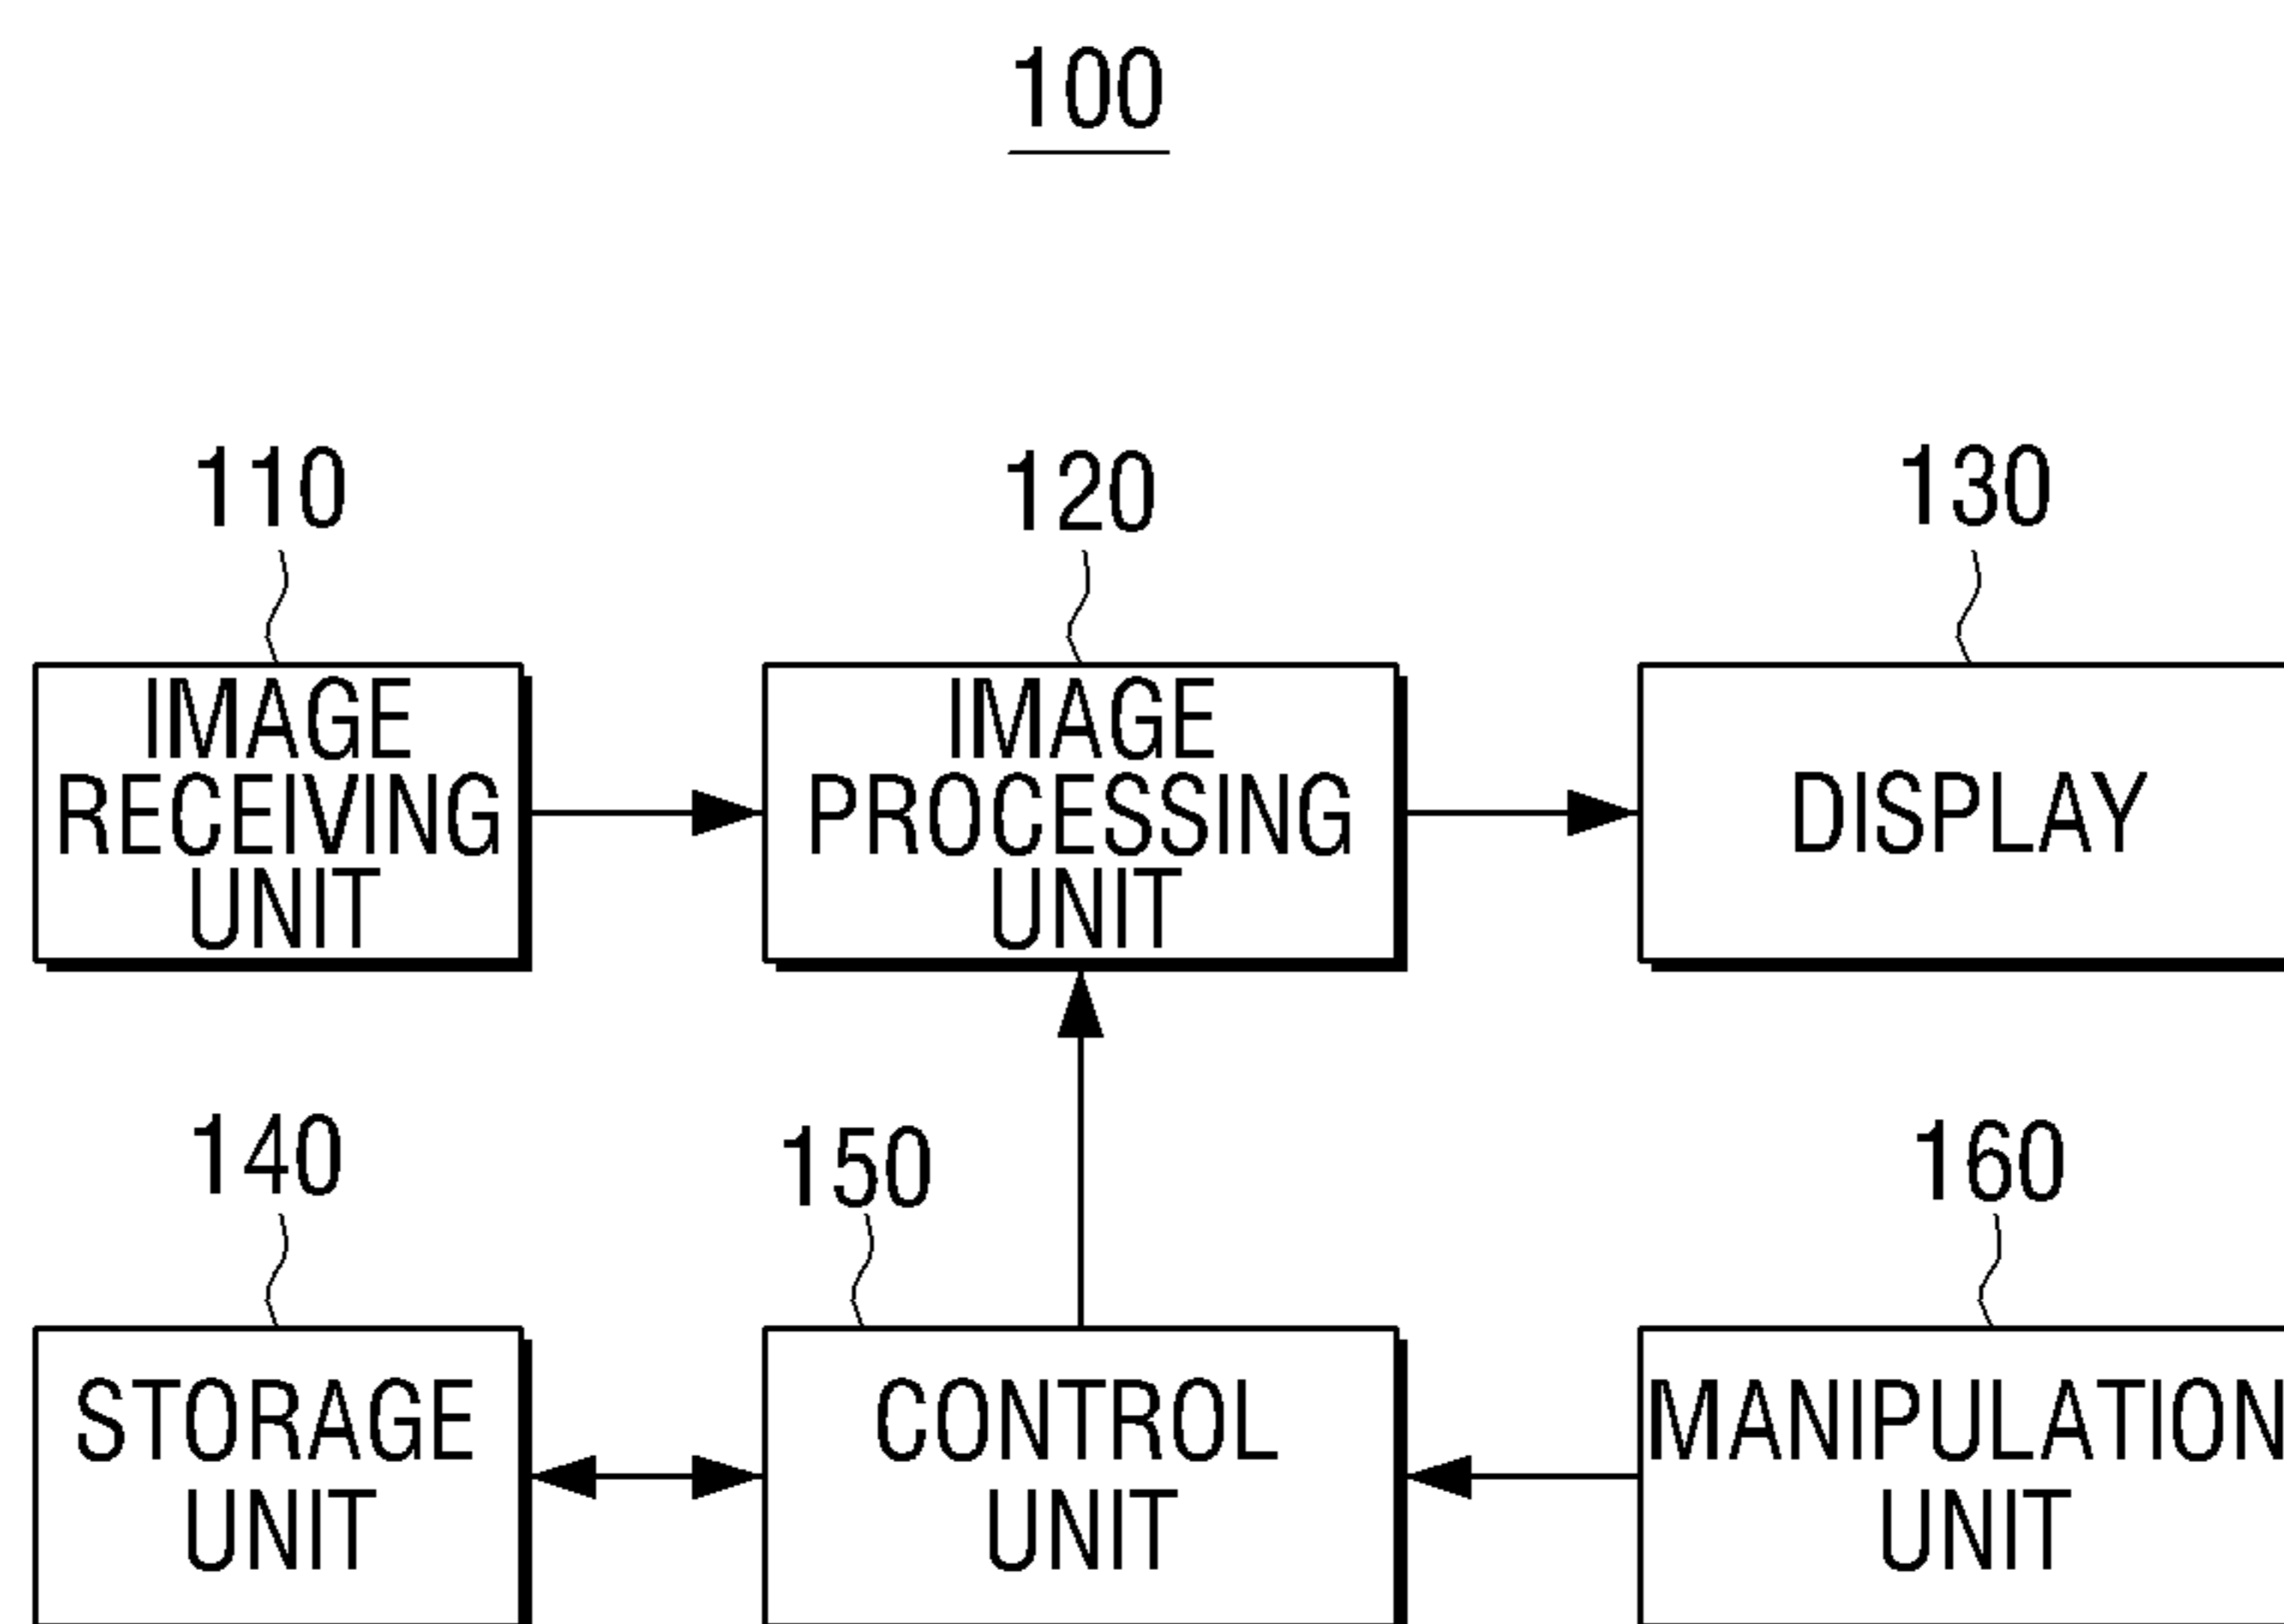 100
110
120
130
IMAGE
RECEIVING
UNIT
IMAGE
PROCESSING
UNIT
DISPLAY
140
150
160
STORAGE
UNIT
CONTROL
UNIT
MANIPULATION
UNIT